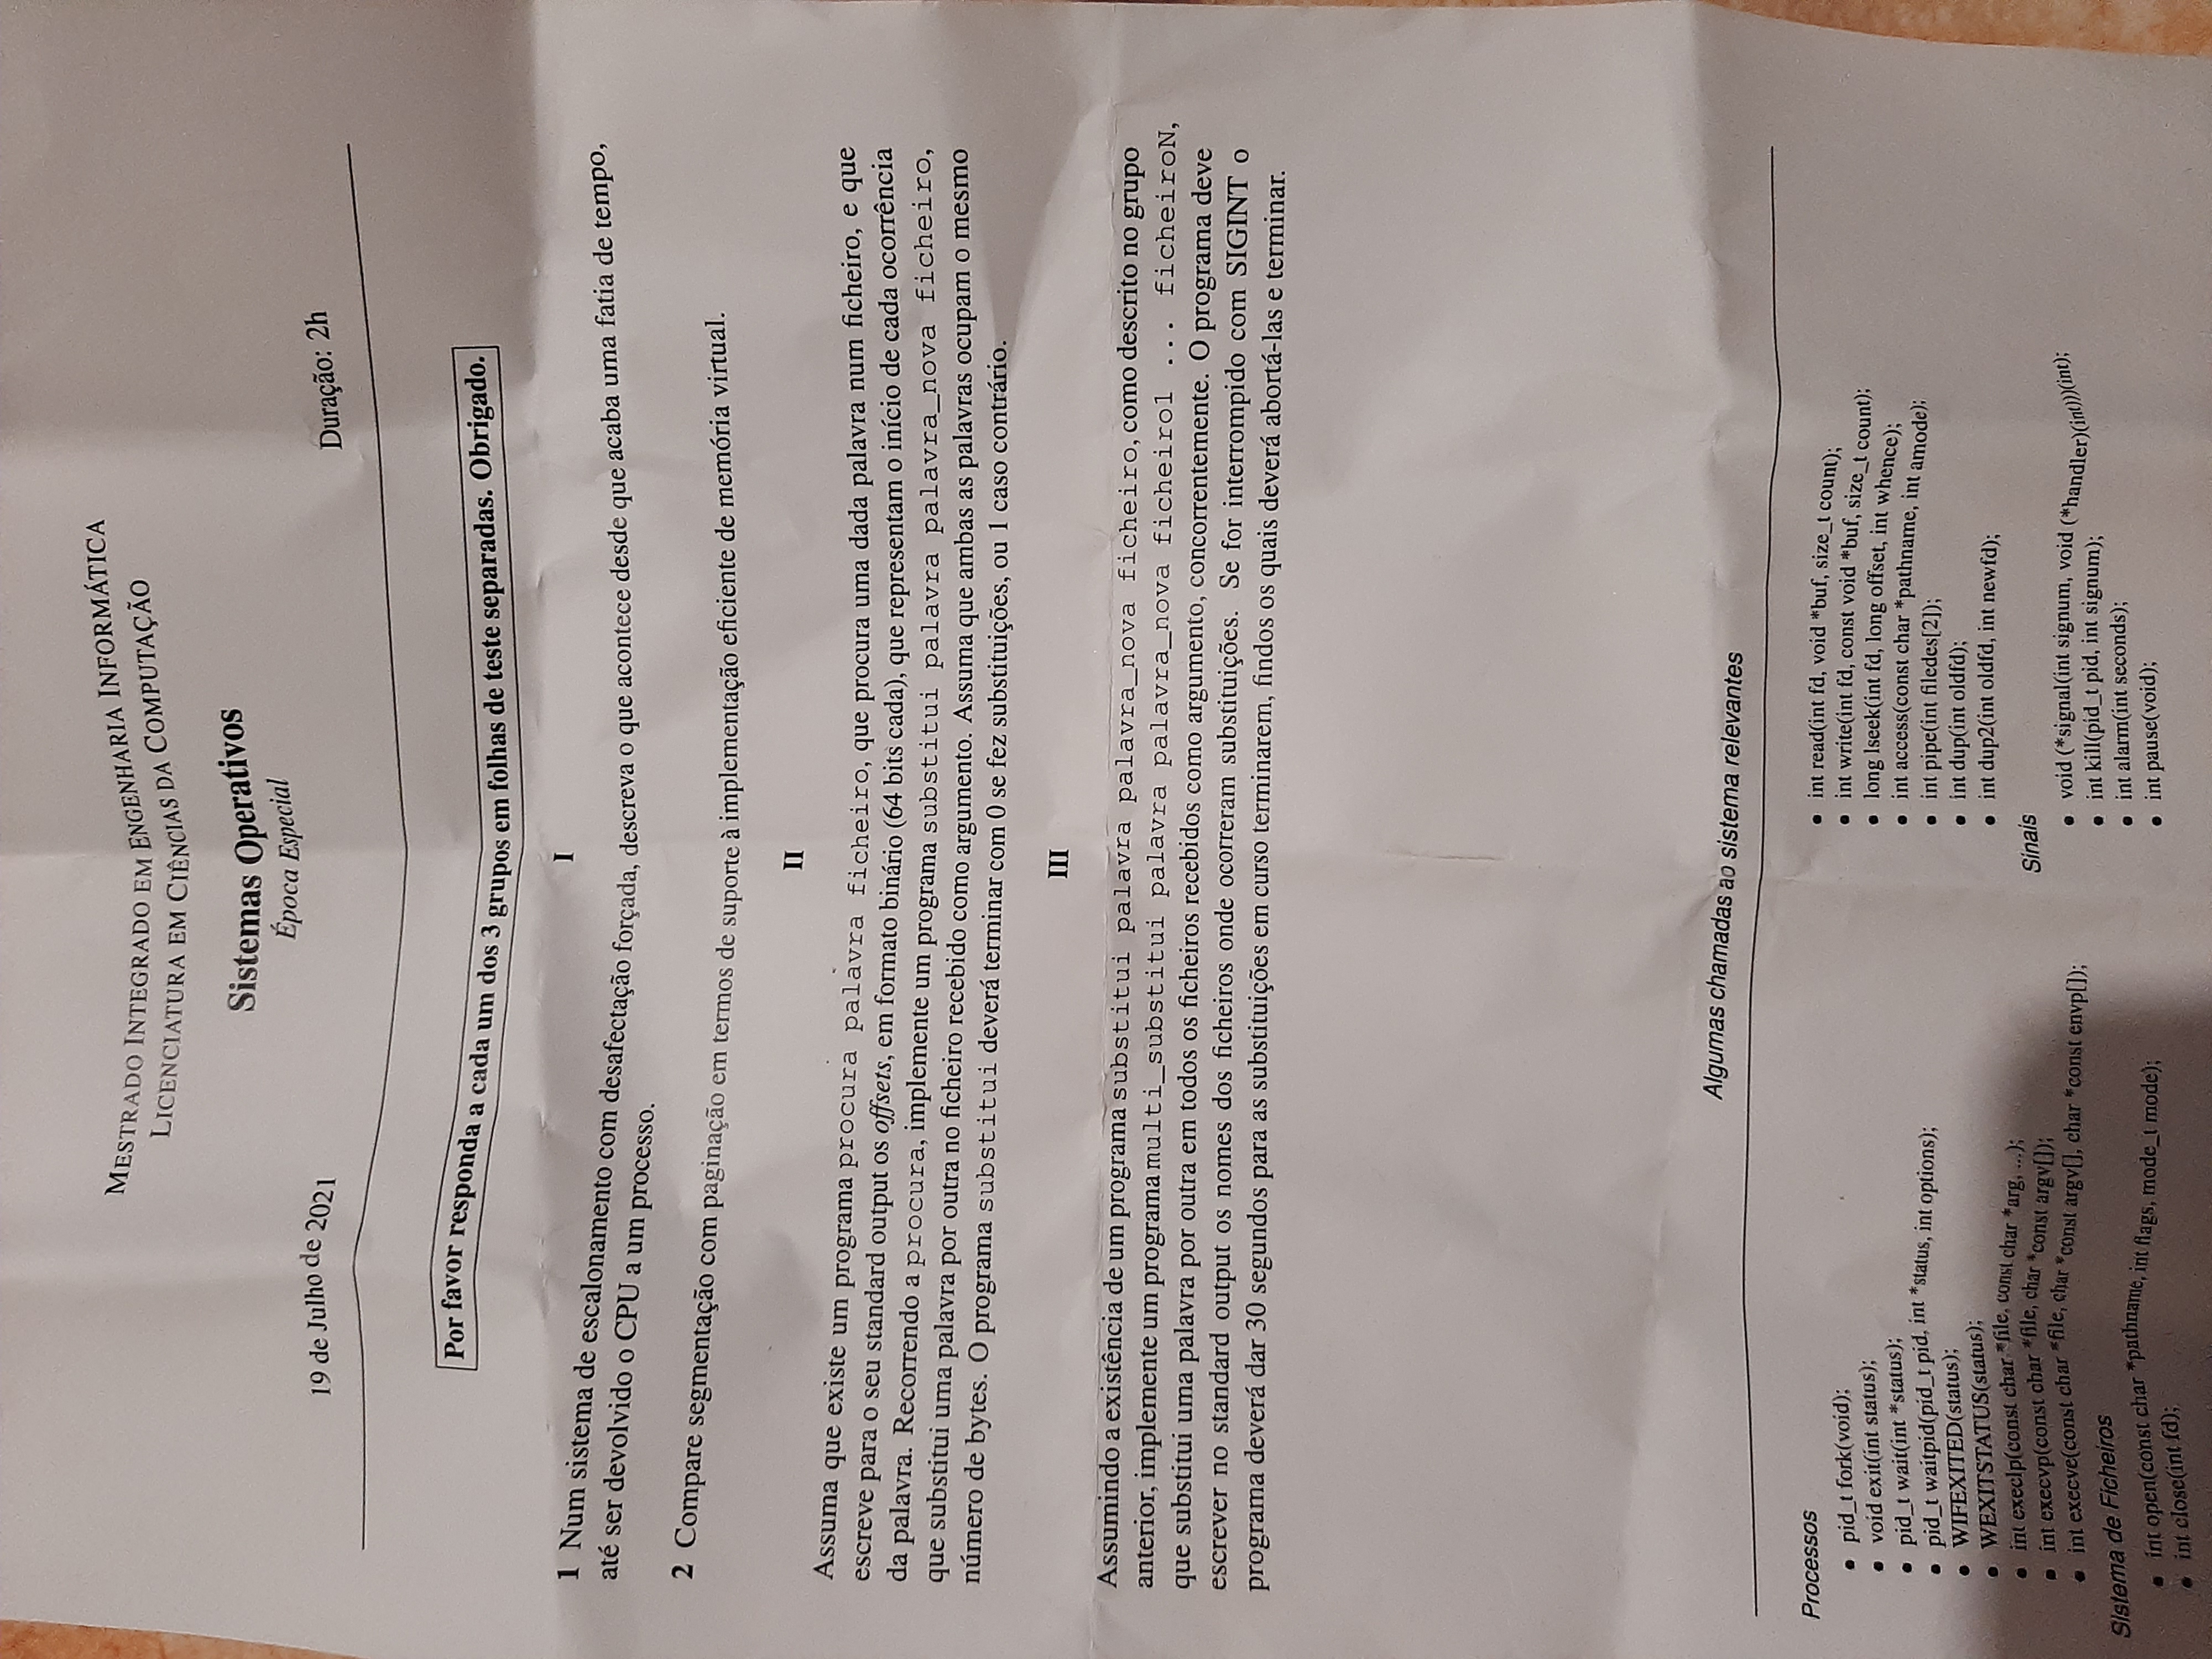 MESTRADO INTEGRADO EM ENGENHARIA INFORMÁTICA
LICENCIATURA EM CIÊNCIAS DA COMPUTAÇÃO
Sistemas Operativos
Época Especial
19 de Julho de 2021
Duração: 2h
Por favor responda a cada um dos 3 grupos em folhas de teste separadas. Obrigado.
I
1 Num sistema de escalonamento com desafectação forçada, descreva o que acontece desde que acaba uma fatia de tempo,
até ser devolvido o CPU a um processo.
2 Compare segmentação com paginação em termos de suporte à implementação eficiente de memória virtual.
II
Assuma que existe um programa procura palavra ficheiro, que procura uma dada palavra num ficheiro, e que
escreve para o seu standard output os offsets, em formato binário (64 bits cada), que representam o início de cada ocorrência
da palavra. Recorrendo a procura, implemente um programa substitui palavra palavra_nova ficheiro,
que substitui uma palavra por outra no ficheiro recebido como argumento. Assuma que ambas as palavras ocupam o mesmo
número de bytes. O programa substitui deverá terminar com 0 se fez substituições, ou 1 caso contrário.
III
Assumindo a existência de um programa substitui palavra palavra_nova ficheiro, como descrito no grupo
anterior, implemente um programa multi_substitui palavra palavra_nova ficheiro1 ... ficheiroN,
que substitui uma palavra por outra em todos os ficheiros recebidos como argumento, concorrentemente. O programa deve
escrever no standard output os nomes dos ficheiros onde ocorreram substituições. Se for interrompido com SIGINT o
programa deverá dar 30 segundos para as substituições em curso terminarem, findos os quais deverá abortá-las e terminar.
Algumas chamadas ao sistema relevantes
Processos
• pid_t fork(void);
• void exit(int status);
• pid_t wait(int *status);
• pid_t waitpid(pid_t pid, int *status, int options);
• WIFEXITED(status);
• WEXITSTATUS(status);
• int execlp(const char *file, const char *arg, ...);
• int execvp(const char *file, char *const argv[]);
• int execve(const char *file, char *const argv[], char *const envp[]);
Sistema de Ficheiros
• int open(const char *pathname, int flags, mode_t mode);
• int close(int fd);
• int read(int fd, void *buf, size_t count);
• int write(int fd, const void *buf, size_t count);
• long lseek(int fd, long offset, int whence);
• int access(const char *pathname, int amode);
• int pipe(int filedes[2]);
• int dup(int oldfd);
• int dup2(int oldfd, int newfd);
Sinais
• void (*signal(int signum, void (*handler)(int)))(int);
• int kill(pid_t pid, int signum);
• int alarm(int seconds);
• int pause(void);